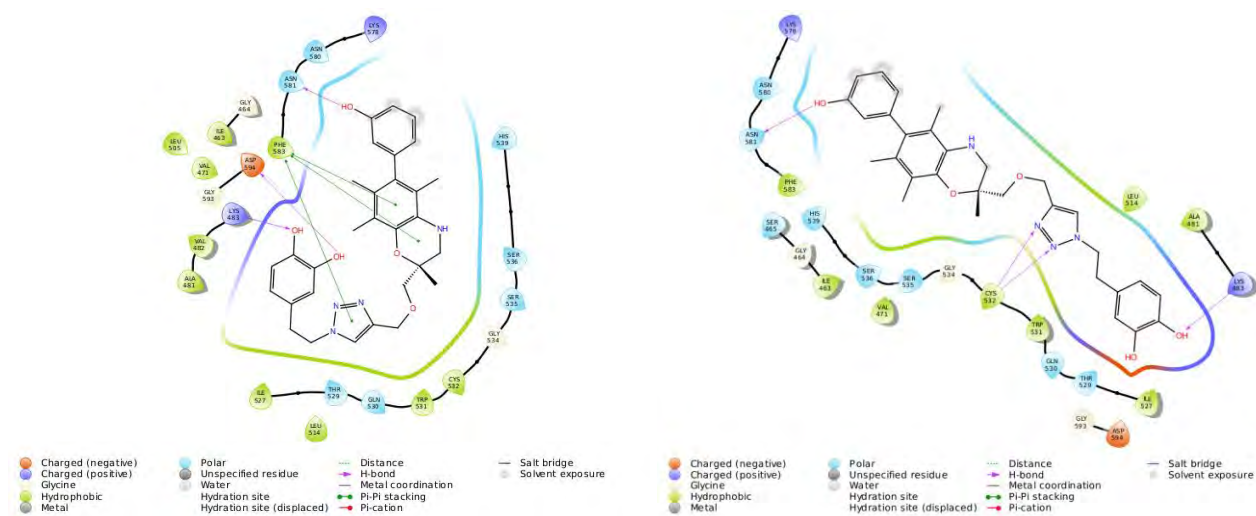 LYS
578
ASN
580
ASN
581
HO
GLY
464
ILE
463
LEU
505
PHE
583
HIS
539
VAL
471
ASP
594
GLY
593
LYS
483
OH
NH
VAL
482
OH
O
SER
536
ALA
481
SER
535
N N
N
O
GLY
534
CYS
532
ILE
527
THR
529
GLN
530
TRP
531
LEU
514
Charged (negative)
Charged (positive)
Glycine
Hydrophobic
Metal
Polar
Unspecified residue
Water
Hydration site
Hydration site (displaced)
Distance
H-bond
Metal coordination
Pi-Pi stacking
Pi-cation
Salt bridge
Solvent exposure
LYS
578
ASN
580
HO
ASN
581
NH
PHE
583
O
O
LEU
514
SER
465
HIS
539
ALA
481
GLY
464
N
N N
ILE
463
SER
536
SER
535
GLY
534
CYS
532
LYS
483
VAL
471
TRP
531
OH
HO
GLN
530
THR
529
ILE
527
GLY
593
ASP
594
Charged (negative)
Charged (positive)
Glycine
Hydrophobic
Metal
Polar
Unspecified residue
Water
Hydration site
Hydration site (displaced)
Distance
H-bond
Metal coordination
Pi-Pi stacking
Pi-cation
Salt bridge
Solvent exposure